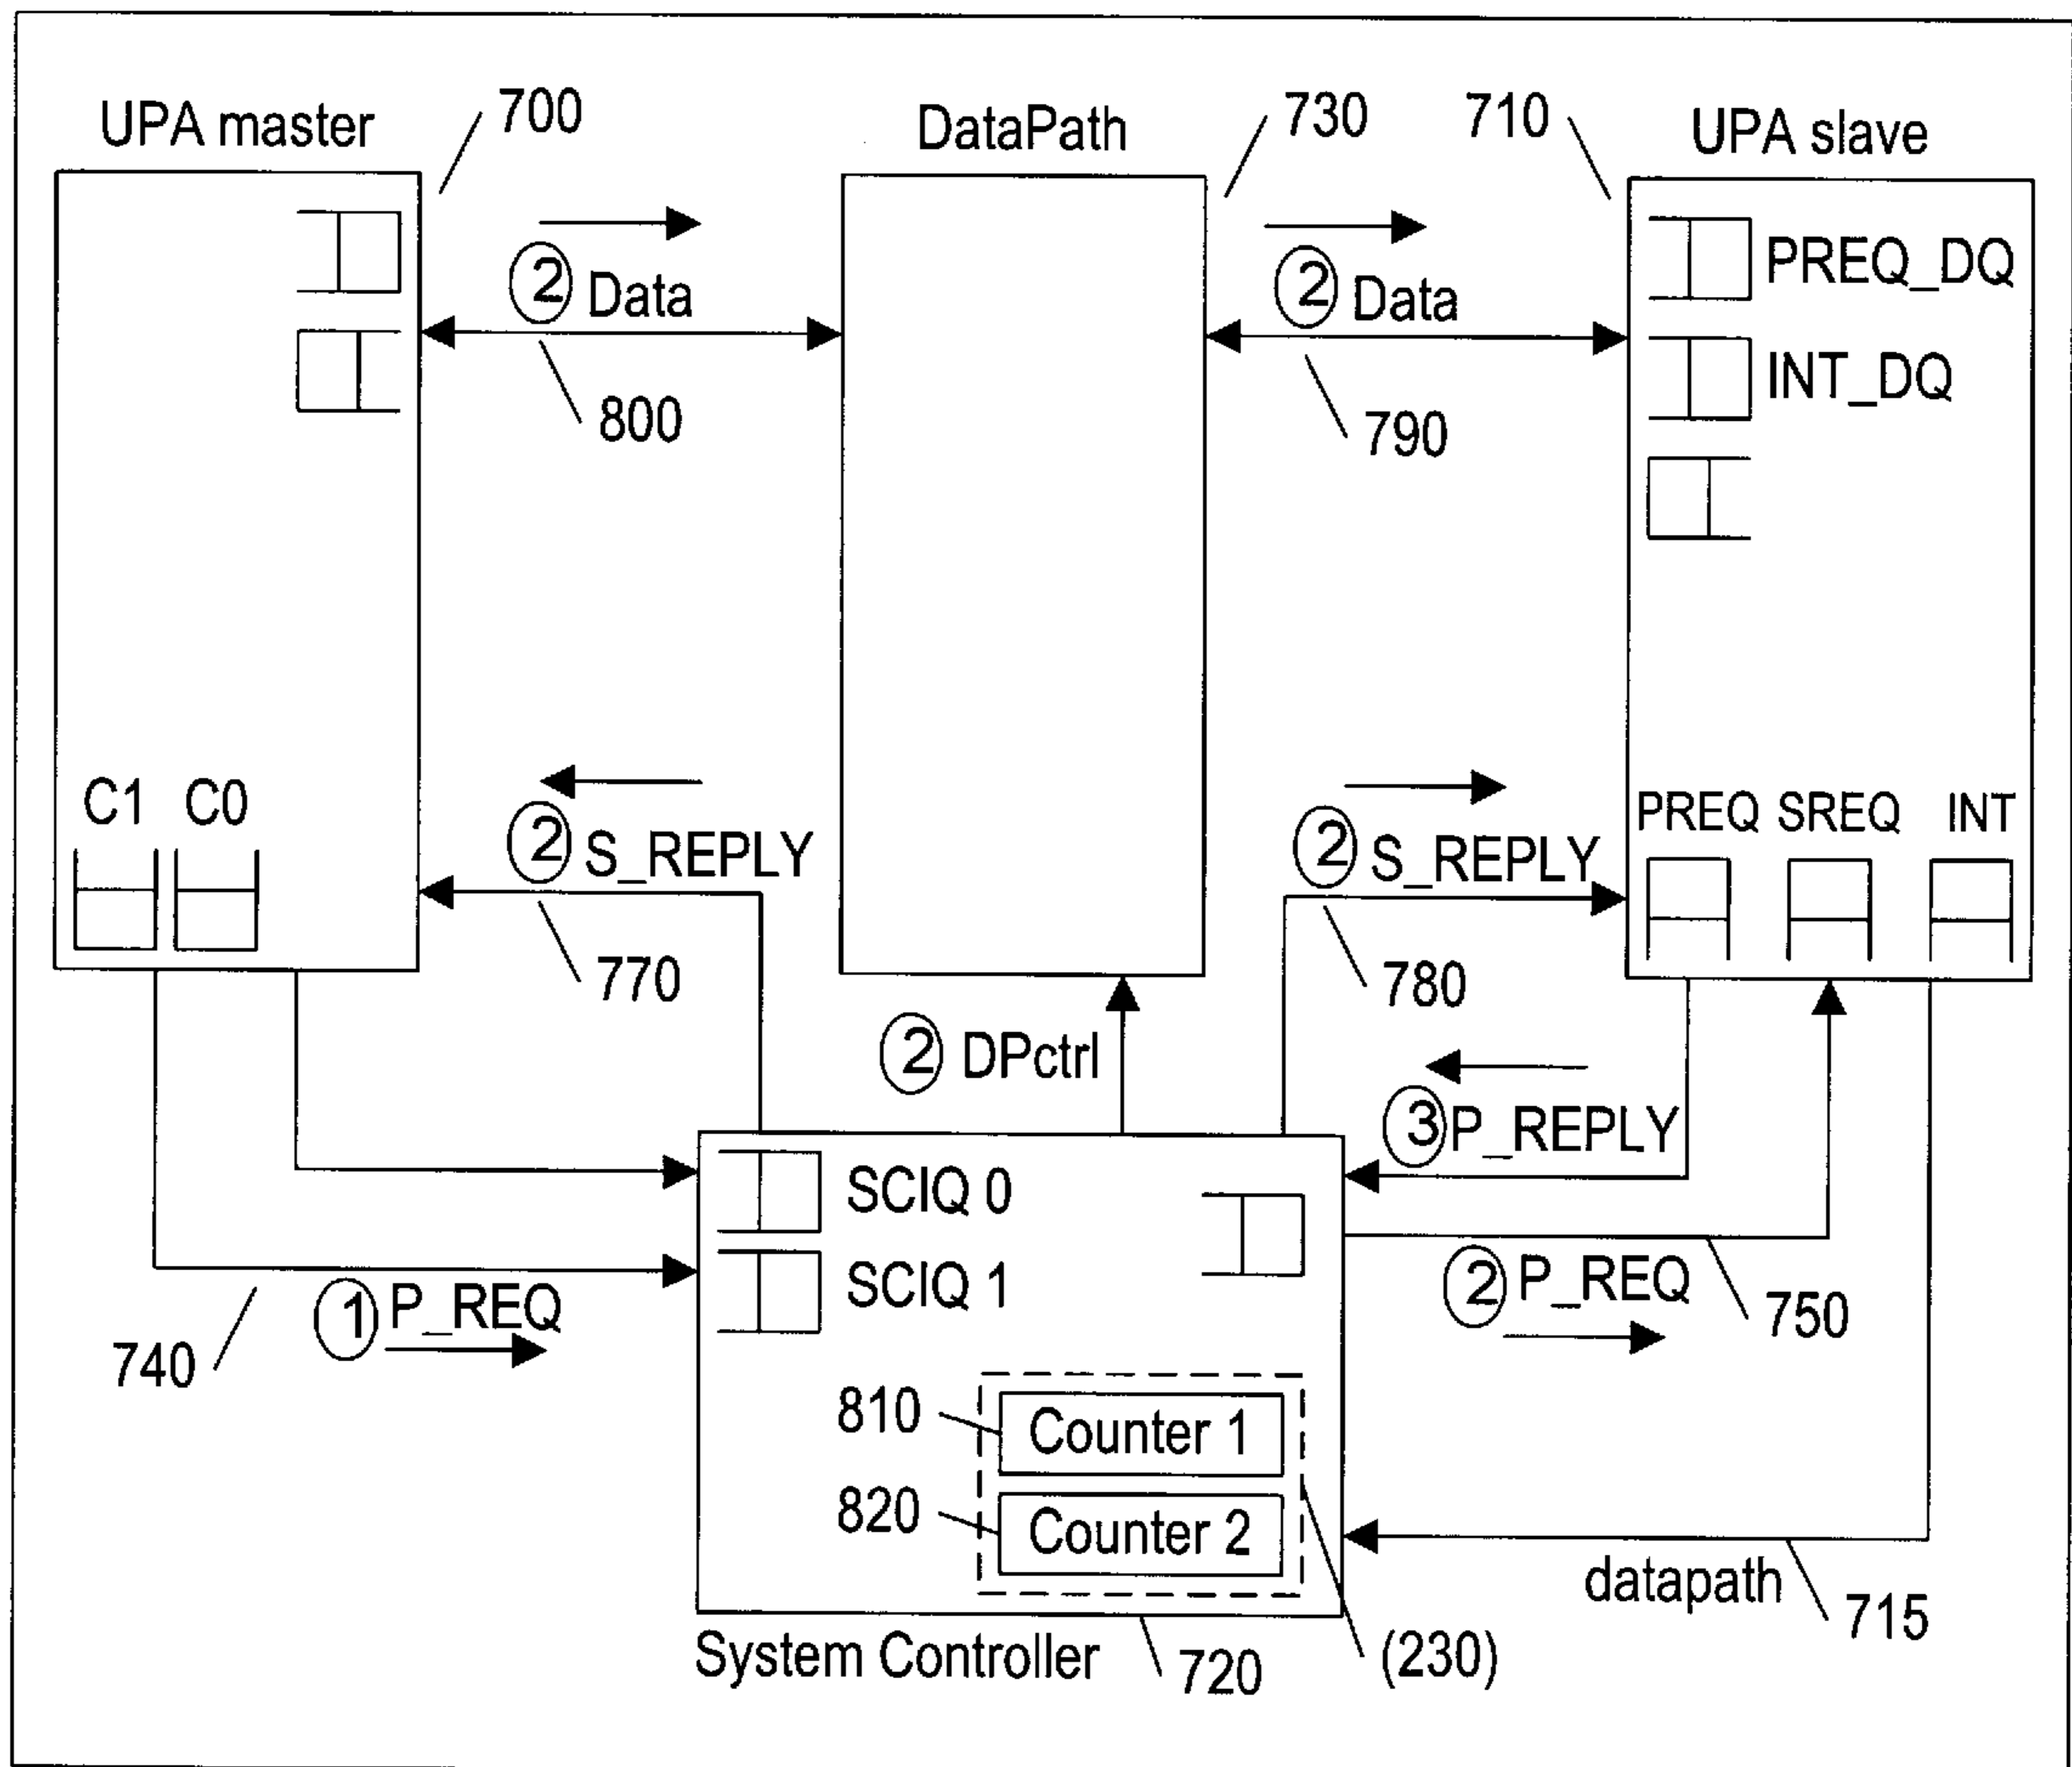 UPA master
700
DataPath
730
710
UPA slave
② Data
800
② Data
790
PREQ_DQ
INT_DQ
C1 C0
② S_REPLY
770
② S_REPLY
780
PREQ SREQ INT
② DPctrl
③ P_REPLY
SCIQ 0
SCIQ 1
740
① P_REQ
② P_REQ
750
810
Counter 1
820
Counter 2
datapath
715
System Controller
720
(230)